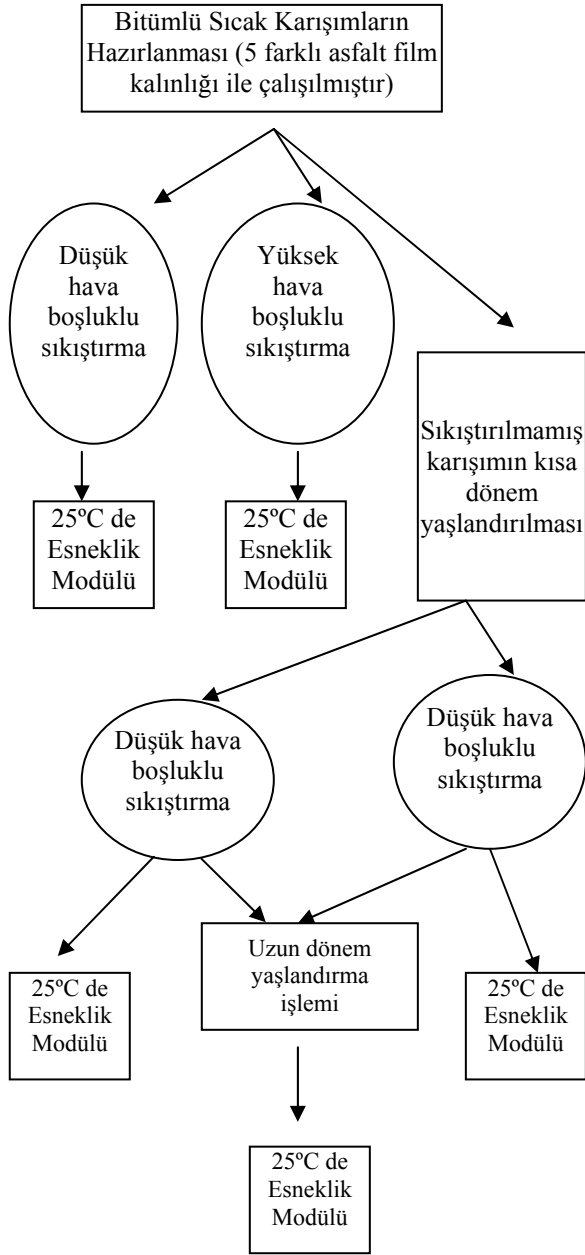 Bitümlü Sıcak Karışımların
Hazırlanması (5 farklı asfalt film
kalınlığı ile çalışılmıştır)
Düşük
hava
boşluklu
sıkıştırma
Yüksek
hava
boşluklu
sıkıştırma
Sıkıştırılmamış
karışımın kısa
dönem
yaşlandırılması
25ºC de
Esneklik
Modülü
25ºC de
Esneklik
Modülü
Düşük hava
boşluklu
sıkıştırma
Düşük hava
boşluklu
sıkıştırma
Uzun dönem
yaşlandırma
işlemi
25ºC de
Esneklik
Modülü
25ºC de
Esneklik
Modülü
25ºC de
Esneklik
Modülü